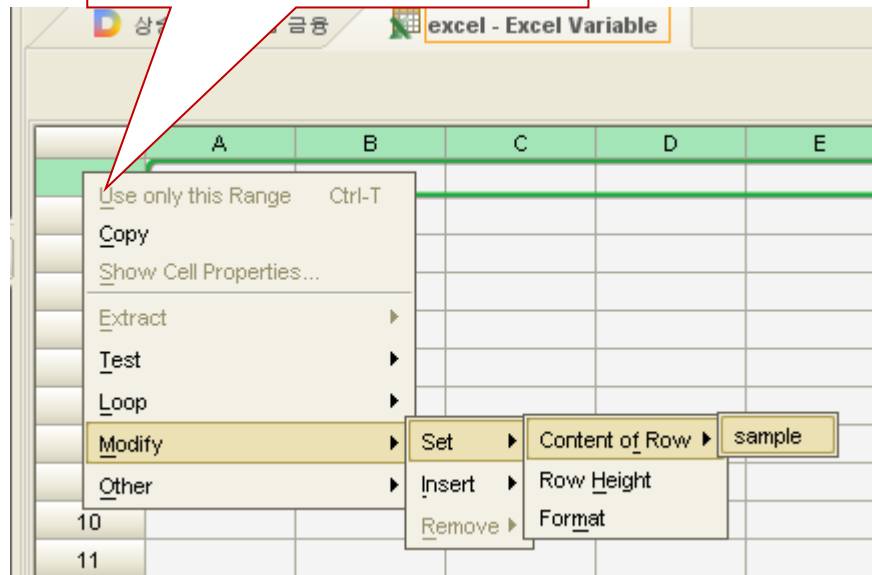 금융
excel - Excel Variable
A B C D E
Use only this Range Ctrl-T
Copy
Show Cell Properties...
Extract
Test
Loop
Modify
Set
Content of Row
sample
Other
Insert
Row Height
10
Remove
Format
11